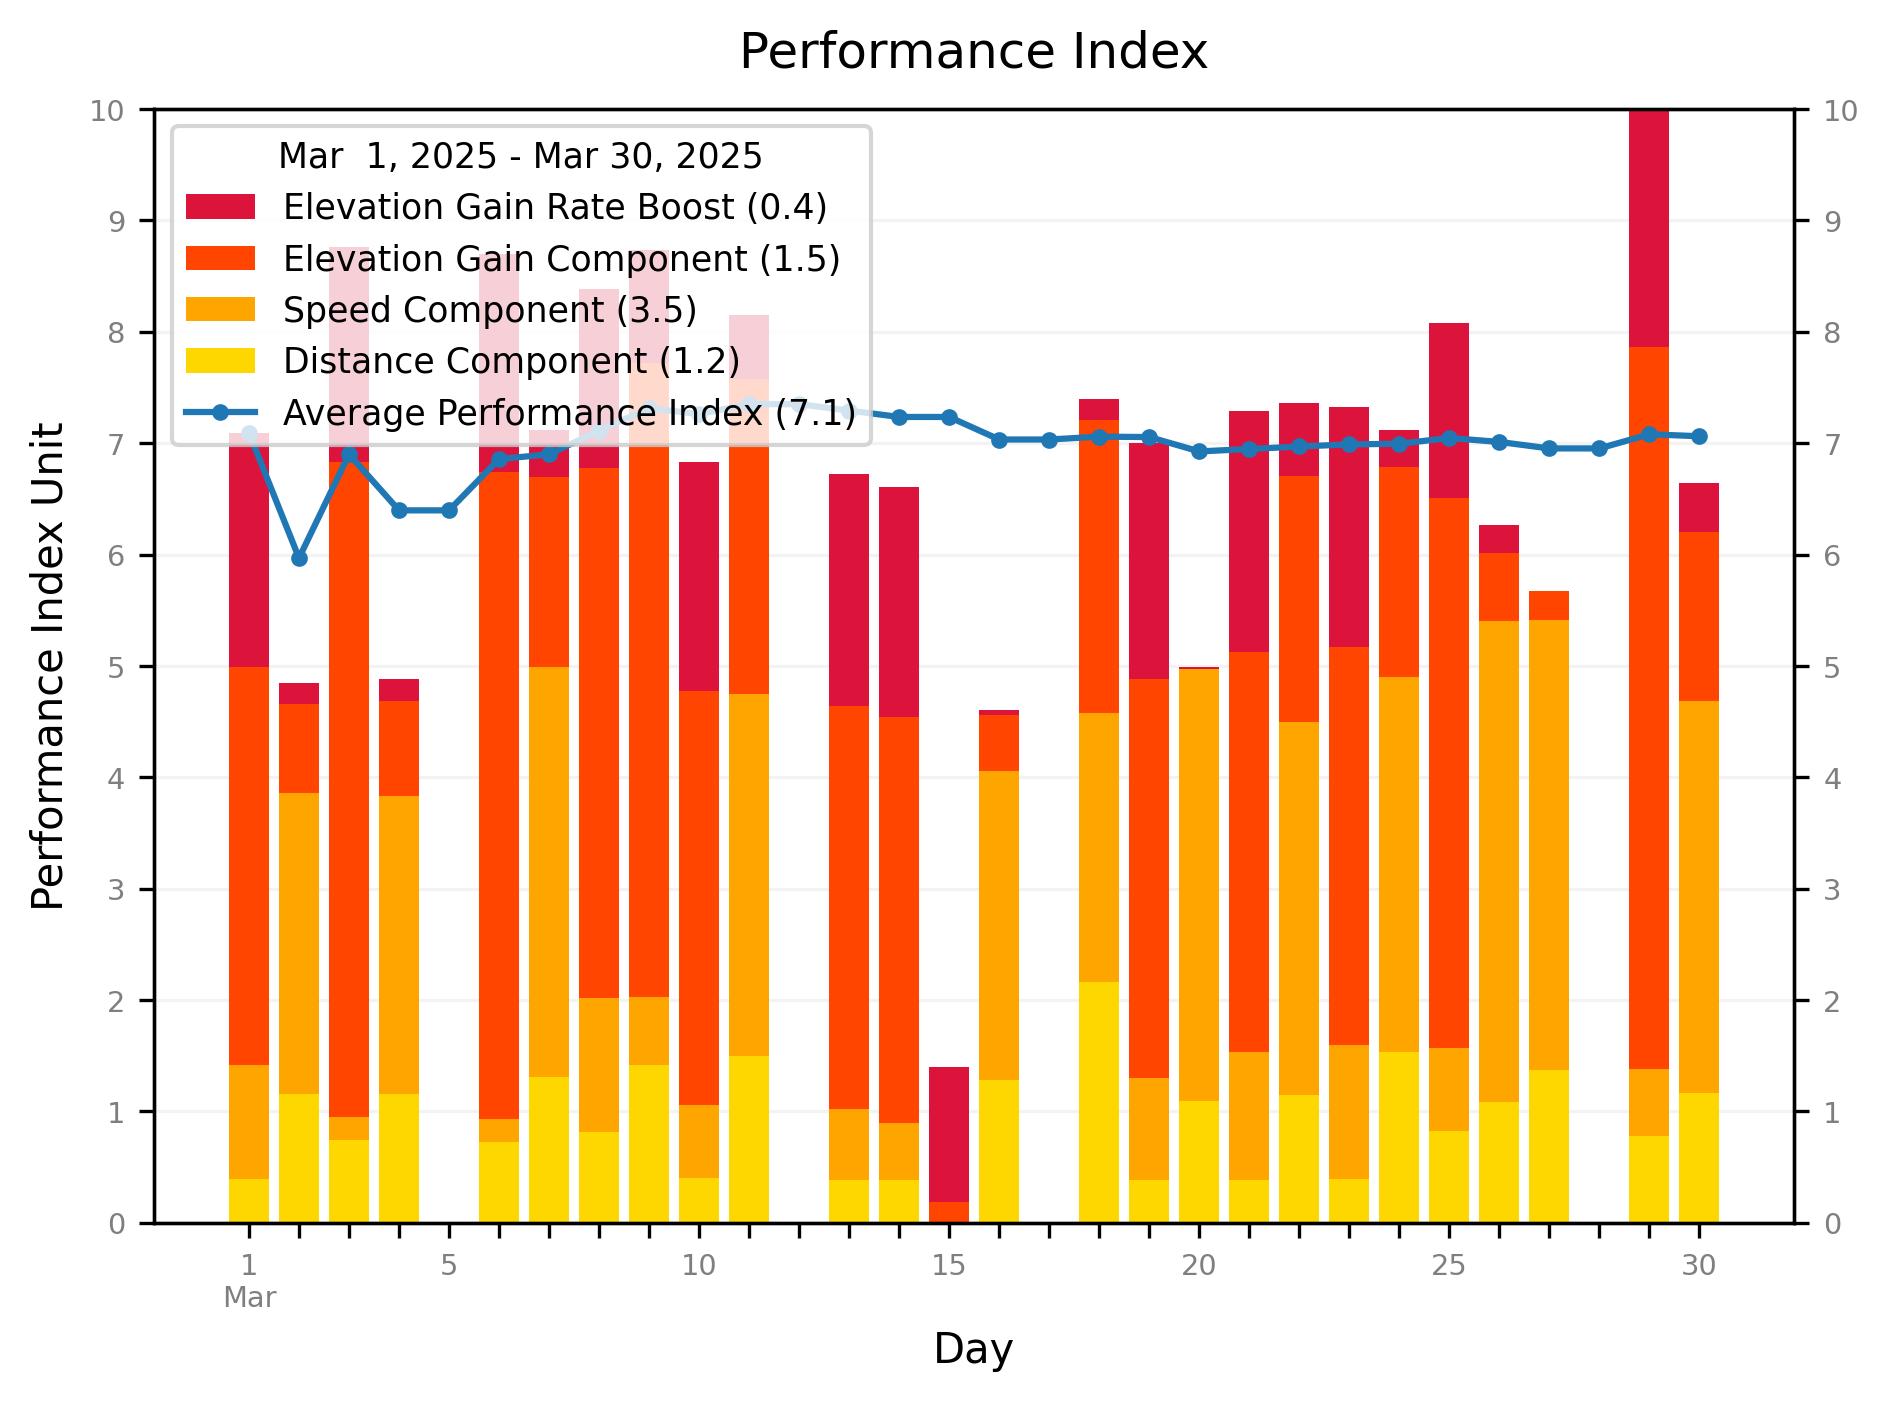 Performance Index
Mar  1, 2025 - Mar 30, 2025
Elevation Gain Rate Boost (0.4)
Elevation Gain Component (1.5)
Speed Component (3.5)
Distance Component (1.2)
Average Performance Index (7.1)
Performance Index Unit
10
9
8
7
6
5
4
3
2
1
0
10
9
8
7
6
5
4
3
2
1
0
1 5 10 15 20 25 30
Mar
Day